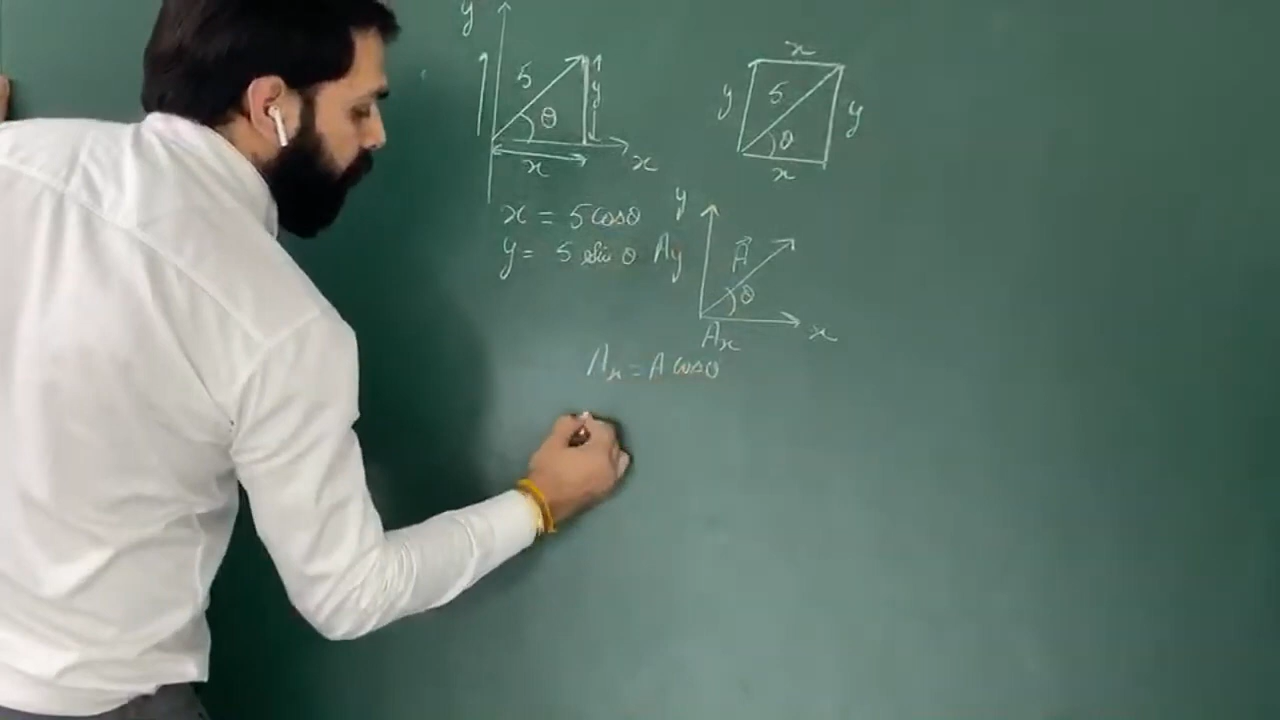 y
5
θ
y
x
x
x
y
5
y
θ
x
x = 5 cosθ
y = 5 sin θ
y
A⃗
θ
Ay
Ax
x
Ax = A cosθ